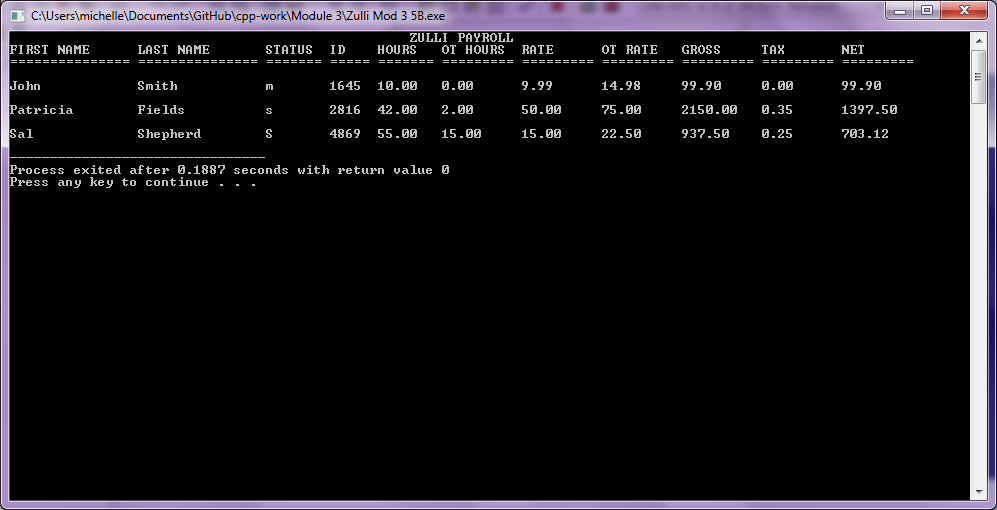 C:\Users\michelle\Documents\GitHub\cpp-work\Module 3\Zulli Mod 3 5B.exe
ZULLI PAYROLL
FIRST NAME LAST NAME STATUS ID HOURS OT HOURS RATE OT RATE GROSS TAX NET
=============== =============== ======= ===== ======= ========= ========= ========= ========= ========= =========
John Smith m 1645 10.00 0.00 9.99 14.98 99.90 0.00 99.90
Patricia Fields s 2816 42.00 2.00 50.00 75.00 2150.00 0.35 1397.50
Sal Shepherd S 4869 55.00 15.00 15.00 22.50 937.50 0.25 703.12
--------------------------------
Process exited after 0.1887 seconds with return value 0
Press any key to continue . . .